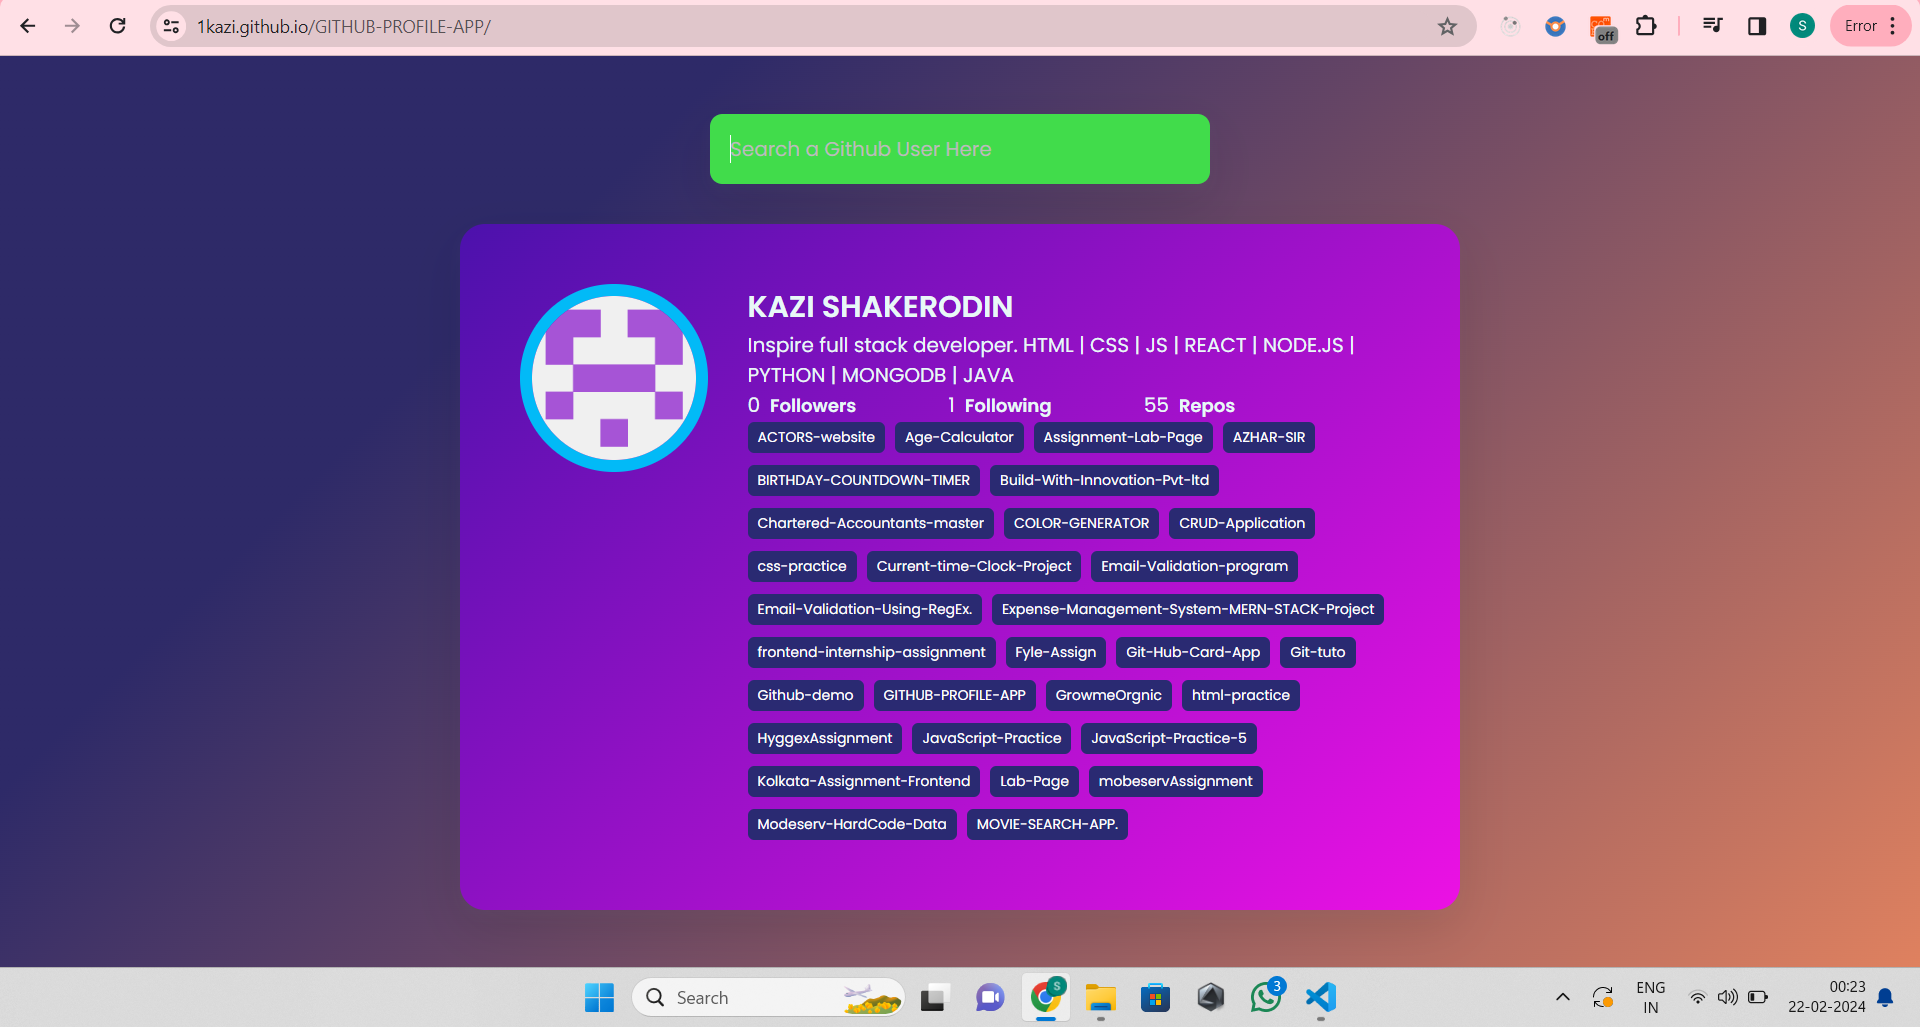 1kazi.github.io/GITHUB-PROFILE-APP/
off
S
Error
Search a Github User Here
KAZI SHAKERODIN
Inspire full stack developer. HTML | CSS | JS | REACT | NODE.JS |
PYTHON | MONGODB | JAVA
0 Followers 1 Following 55 Repos
ACTORS-website Age-Calculator Assignment-Lab-Page AZHAR-SIR
BIRTHDAY-COUNTDOWN-TIMER Build-With-Innovation-Pvt-ltd
Chartered-Accountants-master COLOR-GENERATOR CRUD-Application
css-practice Current-time-Clock-Project Email-Validation-program
Email-Validation-Using-RegEx. Expense-Management-System-MERN-STACK-Project
frontend-internship-assignment Fyle-Assign Git-Hub-Card-App Git-tuto
Github-demo GITHUB-PROFILE-APP GrowmeOrgnic html-practice
HyggexAssignment JavaScript-Practice JavaScript-Practice-5
Kolkata-Assignment-Frontend Lab-Page mobeservAssignment
Modeserv-HardCode-Data MOVIE-SEARCH-APP.
Search
S
3
ENG
IN
00:23
22-02-2024